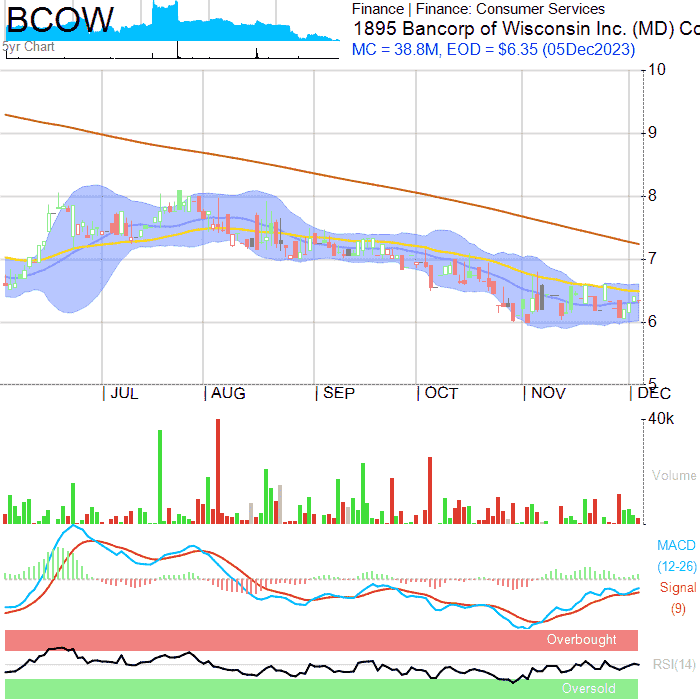 BCOW
5yr Chart
Finance | Finance: Consumer Services
1895 Bancorp of Wisconsin Inc. (MD) Co
MC = 38.8M, EOD = $6.35 (05Dec2023)
10
9
8
7
6
5
JUL
AUG
SEP
OCT
NOV
DEC
40k
Volume
MACD
(12-26)
Signal
(9)
Overbought
RSI(14)
Oversold